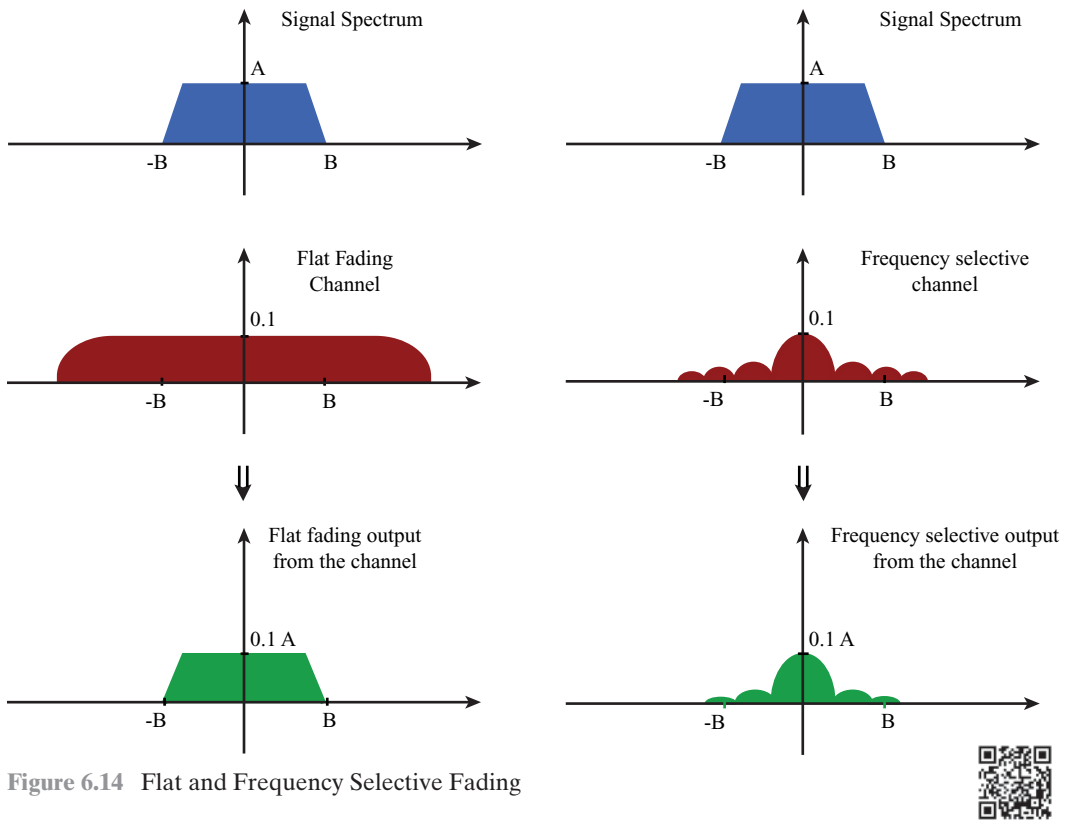 Signal Spectrum
A
-B
B
Signal Spectrum
A
-B
B
Flat Fading
Channel
0.1
-B
B
Frequency selective
channel
0.1
-B
B
Flat fading output
from the channel
0.1 A
-B
B
Frequency selective output
from the channel
0.1 A
-B
B
Figure 6.14 Flat and Frequency Selective Fading